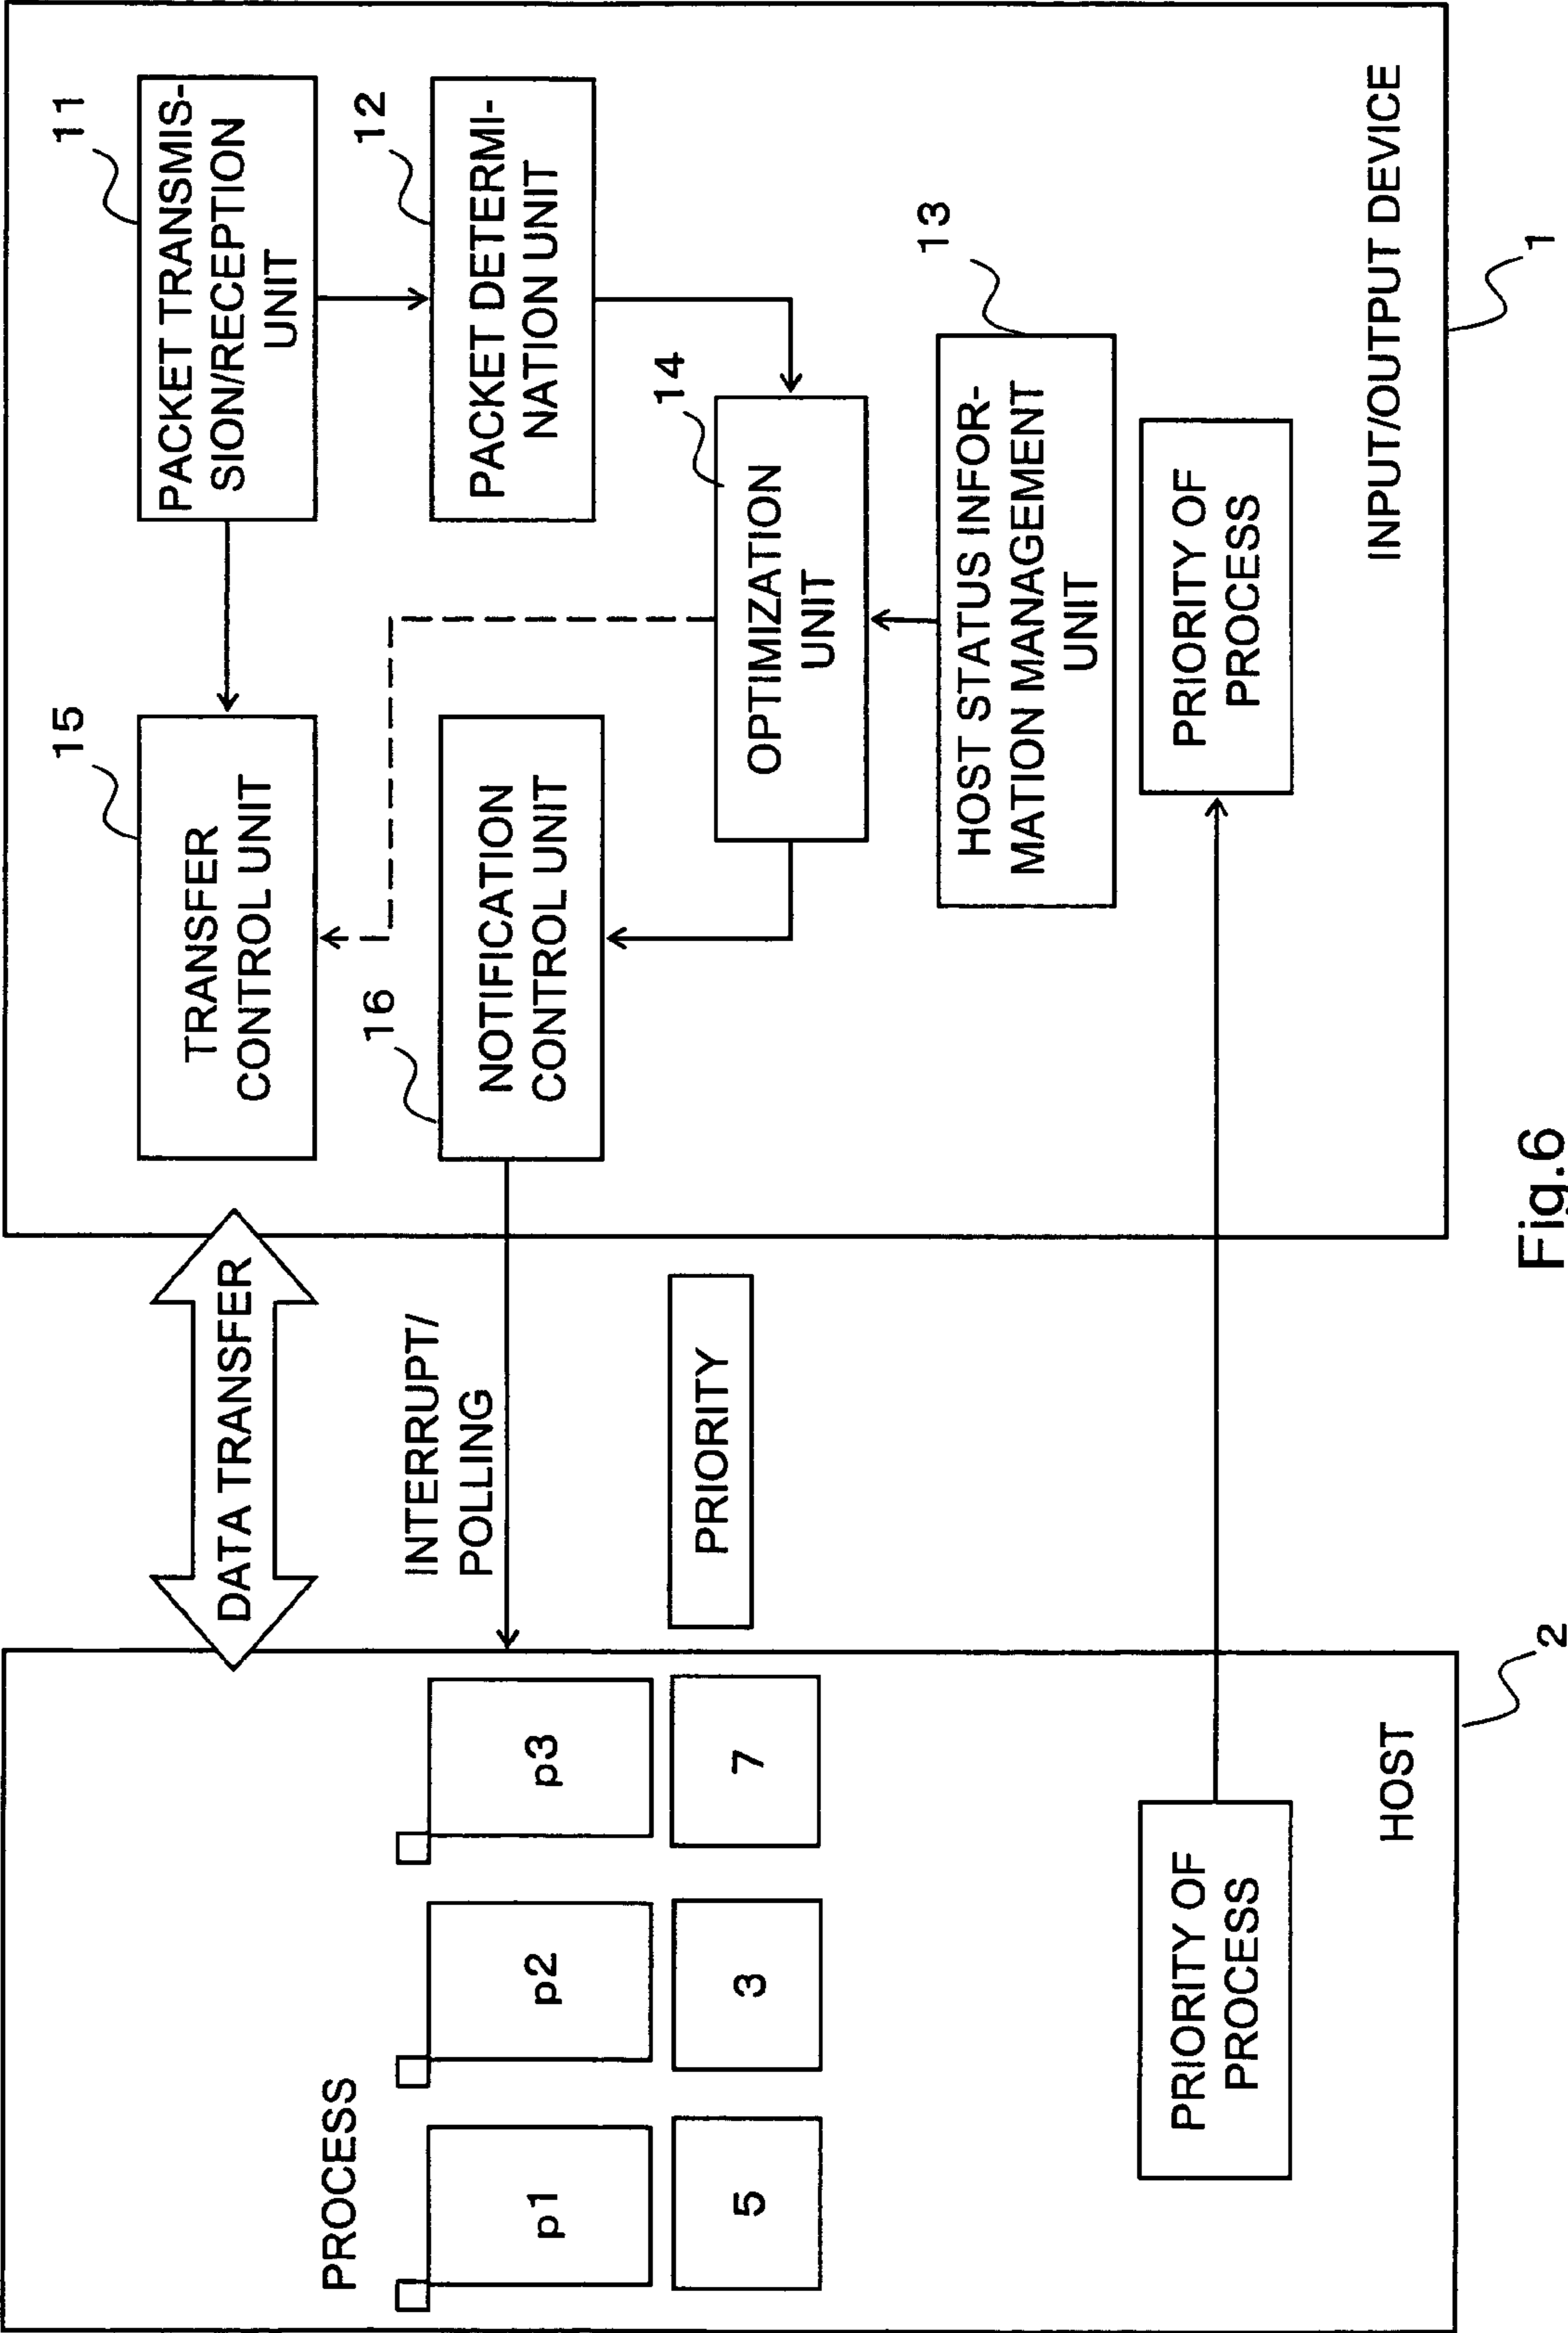 PROCESS
p1
p2
p3
5
3
7
PRIORITY OF
PROCESS
HOST
2
DATA TRANSFER
INTERRUPT/
POLLING
PRIORITY
15
TRANSFER
CONTROL UNIT
11
PACKET TRANSMIS-
SION/RECEPTION
UNIT
16
NOTIFICATION
CONTROL UNIT
12
PACKET DETERMI-
NATION UNIT
14
OPTIMIZATION
UNIT
13
HOST STATUS INFOR-
MATION MANAGEMENT
UNIT
PRIORITY OF
PROCESS
INPUT/OUTPUT DEVICE
1
Fig.6